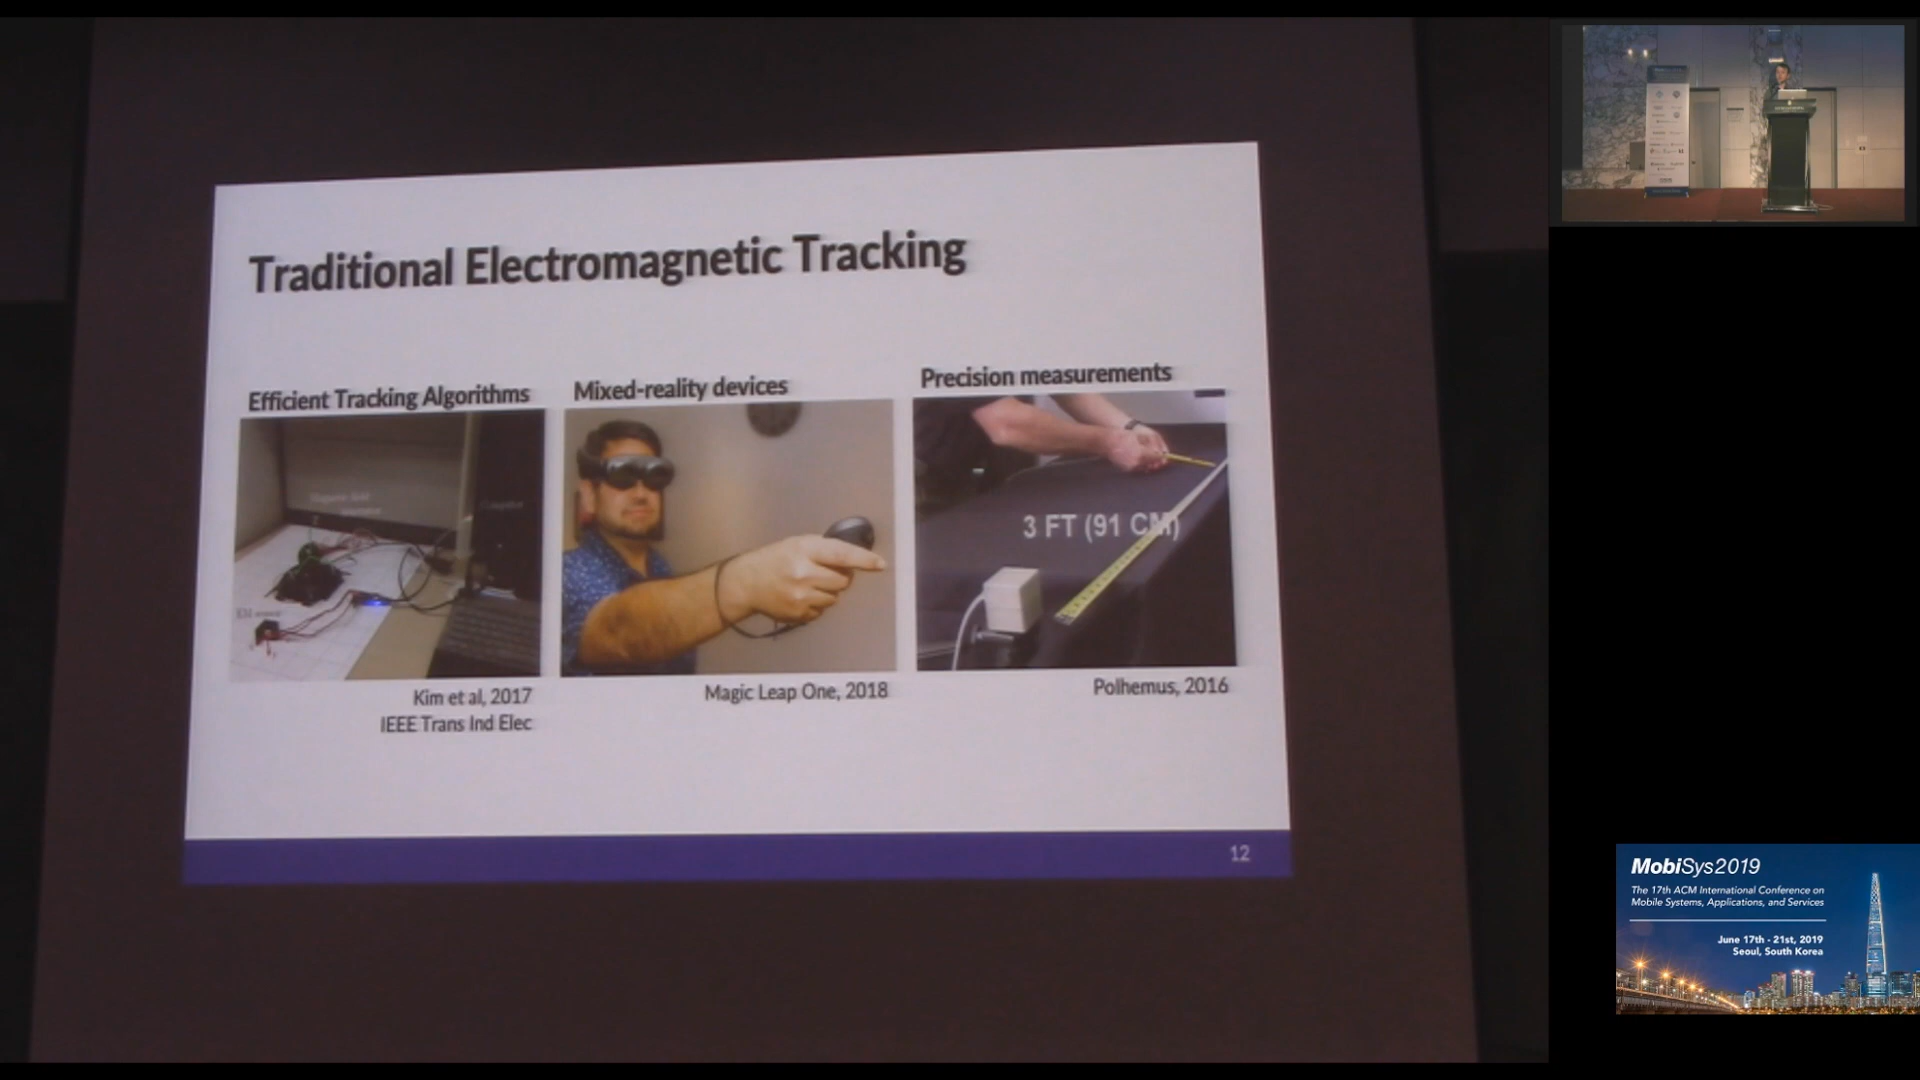 Traditional Electromagnetic Tracking
Efficient Tracking Algorithms
Mixed-reality devices
Precision measurements
3 FT (91 CM)
Kim et al, 2017
IEEE Trans Ind Elec
Magic Leap One, 2018
Polhemus, 2016
12
MobiSys2019
The 17th ACM International Conference on
Mobile Systems, Applications, and Services
June 17th - 21st, 2019
Seoul, South Korea